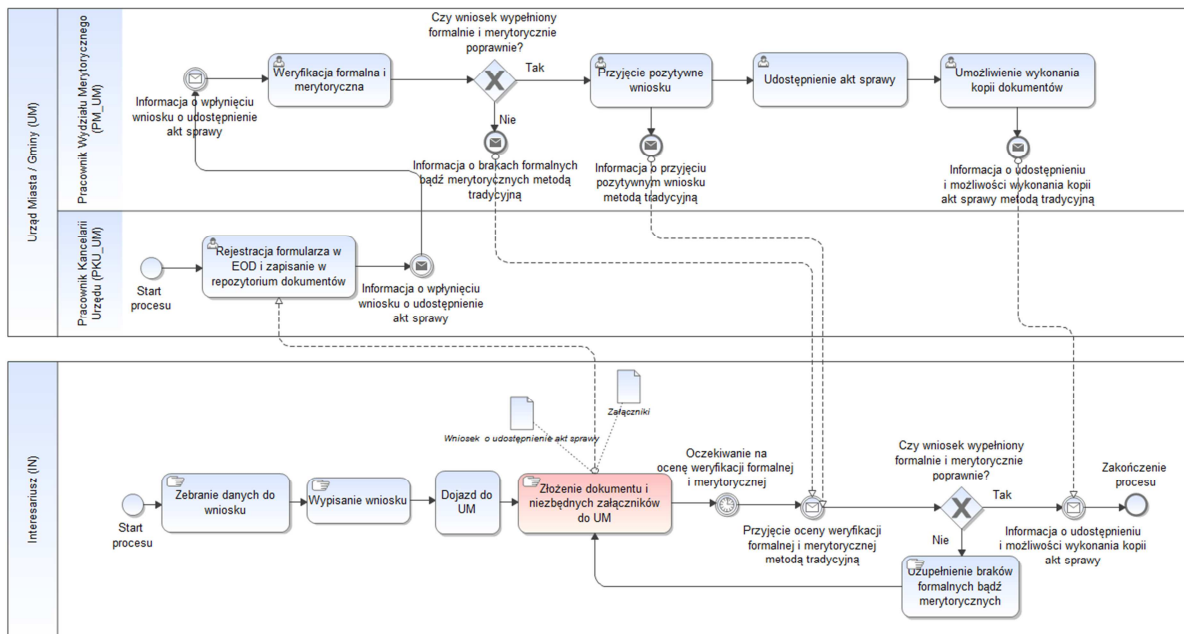 Urząd Miasta / Gminy (UM)
Pracownik Wydziału Merytorycznego
(PM_UM)
Informacja o wpłynięciu
wniosku o udostępnienie
akt sprawy
Weryfikacja formalna i
merytoryczna
Czy wniosek wypełniony
formalnie i merytorycznie
poprawnie?
Tak
Nie
Informacja o brakach formalnych
bądź merytorycznych metodą
tradycyjną
Przyjęcie pozytywne
wniosku
Informacja o przyjęciu
pozytywnym wniosku
metodą tradycyjną
Udostępnienie akt sprawy
Umożliwienie wykonania
kopii dokumentów
Informacja o udostępnieniu
i możliwości wykonania kopii
akt sprawy metodą tradycyjną
Pracownik Kancelarii
Urzędu (PKU_UM)
Start
procesu
Rejestracja formularza w
EOD i zapisanie w
repozytorium dokumentów
Informacja o wpłynięciu
wniosku o udostępnienie
akt sprawy
Interesariusz (IN)
Start
procesu
Zebranie danych do
wniosku
Wypisanie wniosku
Dojazd do
UM
Wniosek o udostępnienie akt sprawy
Załączniki
Złożenie dokumentu i
niezbędnych załączników
do UM
Oczekiwanie na
ocenę weryfikacji formalnej
i merytorycznej
Przyjęcie oceny weryfikacji
formalnej i merytorycznej
metodą tradycyjną
Czy wniosek wypełniony
formalnie i merytorycznie
poprawnie?
Tak
Nie
Uzupełnienie braków
formalnych bądź
merytorycznych
Informacja o udostępnieniu
i możliwości wykonania kopii
akt sprawy
Zakończenie
procesu